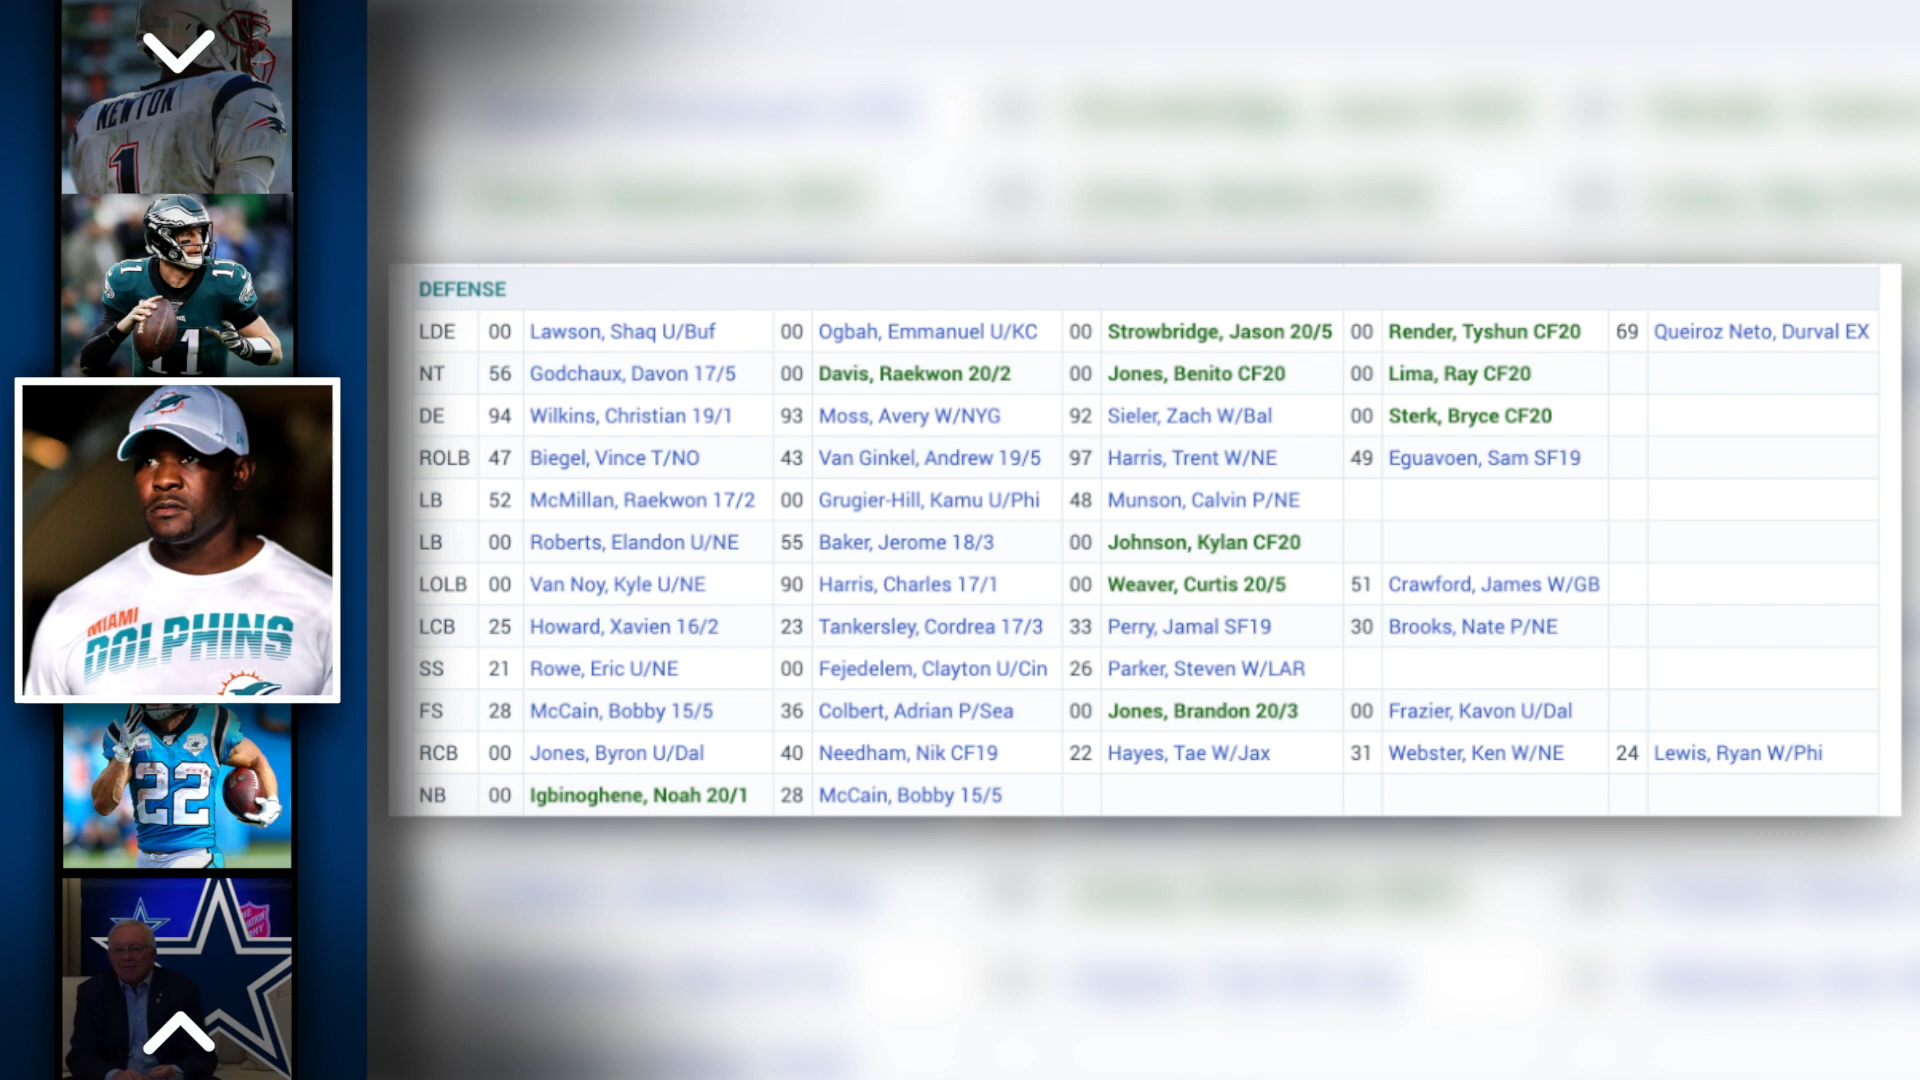 NEWTON
1
11 11
11
MIAMI
DOLPHINS
22
DEFENSE
LDE 00 Lawson, Shaq U/Buf 00 Ogbah, Emmanuel U/KC 00 Strowbridge, Jason 20/5 00 Render, Tyshun CF20 69 Queiroz Neto, Durval EX
NT 56 Godchaux, Davon 17/5 00 Davis, Raekwon 20/2 00 Jones, Benito CF20 00 Lima, Ray CF20
DE 94 Wilkins, Christian 19/1 93 Moss, Avery W/NYG 92 Sieler, Zach W/Bal 00 Sterk, Bryce CF20
ROLB 47 Biegel, Vince T/NO 43 Van Ginkel, Andrew 19/5 97 Harris, Trent W/NE 49 Eguavoen, Sam SF19
LB 52 McMillan, Raekwon 17/2 00 Grugier-Hill, Kamu U/Phi 48 Munson, Calvin P/NE
LB 00 Roberts, Elandon U/NE 55 Baker, Jerome 18/3 00 Johnson, Kylan CF20
LOLB 00 Van Noy, Kyle U/NE 90 Harris, Charles 17/1 00 Weaver, Curtis 20/5 51 Crawford, James W/GB
LCB 25 Howard, Xavien 16/2 23 Tankersley, Cordrea 17/3 33 Perry, Jamal SF19 30 Brooks, Nate P/NE
SS 21 Rowe, Eric U/NE 00 Fejedelem, Clayton U/Cin 26 Parker, Steven W/LAR
FS 28 McCain, Bobby 15/5 36 Colbert, Adrian P/Sea 00 Jones, Brandon 20/3 00 Frazier, Kavon U/Dal
RCB 00 Jones, Byron U/Dal 40 Needham, Nik CF19 22 Hayes, Tae W/Jax 31 Webster, Ken W/NE 24 Lewis, Ryan W/Phi
NB 00 Igbinoghene, Noah 20/1 28 McCain, Bobby 15/5